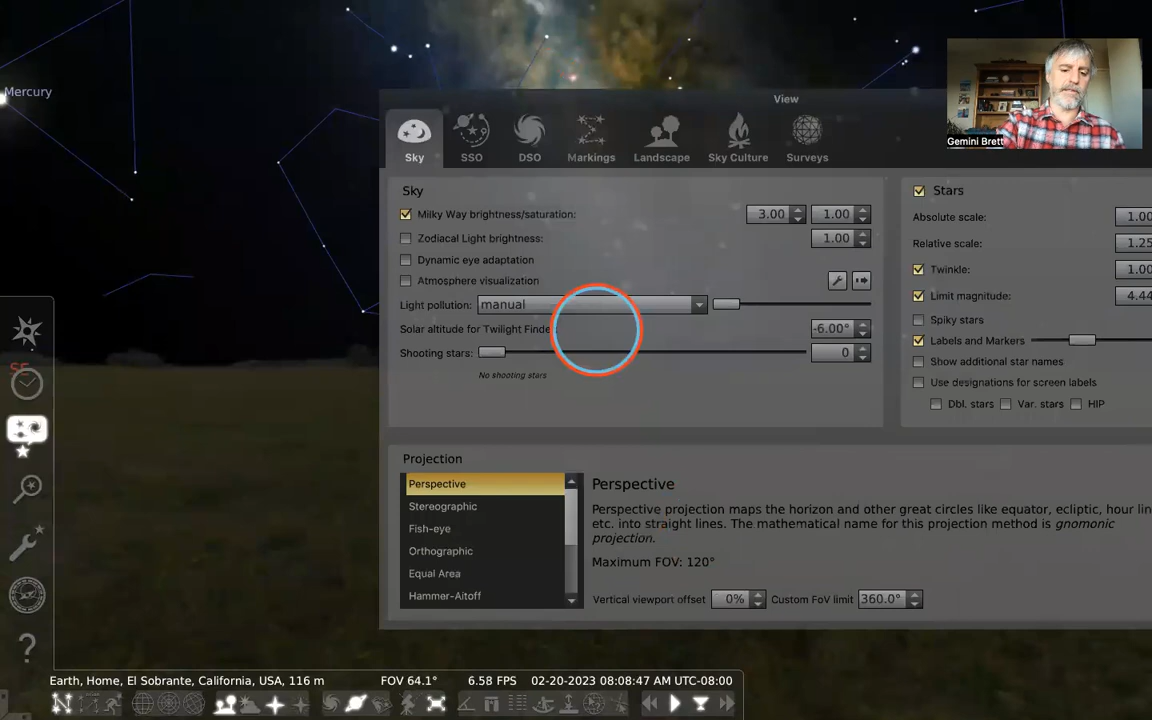 Mercury
View
Gemini Brett
Sky
SSO
DSO
Markings
Landscape
Sky Culture
Surveys
Sky
Milky Way brightness/saturation:
3.00
1.00
Zodiacal Light brightness:
1.00
Dynamic eye adaptation
Atmosphere visualization
Light pollution:
manual
Solar altitude for Twilight Finde
-6.00°
Shooting stars:
0
No shooting stars
Stars
Absolute scale:
1.00
Relative scale:
1.25
Twinkle:
1.00
Limit magnitude:
4.44
Spiky stars
Labels and Markers
Show additional star names
Use designations for screen labels
Dbl. stars
Var. stars
HIP
SE
Projection
Perspective
Stereographic
Fish-eye
Orthographic
Equal Area
Hammer-Aitoff
Perspective
Perspective projection maps the horizon and other great circles like equator, ecliptic, hour lin
etc. into straight lines. The mathematical name for this projection method is gnomonic
projection.
Maximum FOV: 120°
Vertical viewport offset
0%
Custom FoV limit
360.0°
?
Earth, Home, El Sobrante, California, USA, 116 m
FOV 64.1°
6.58 FPS
02-20-2023 08:08:47 AM UTC-08:00